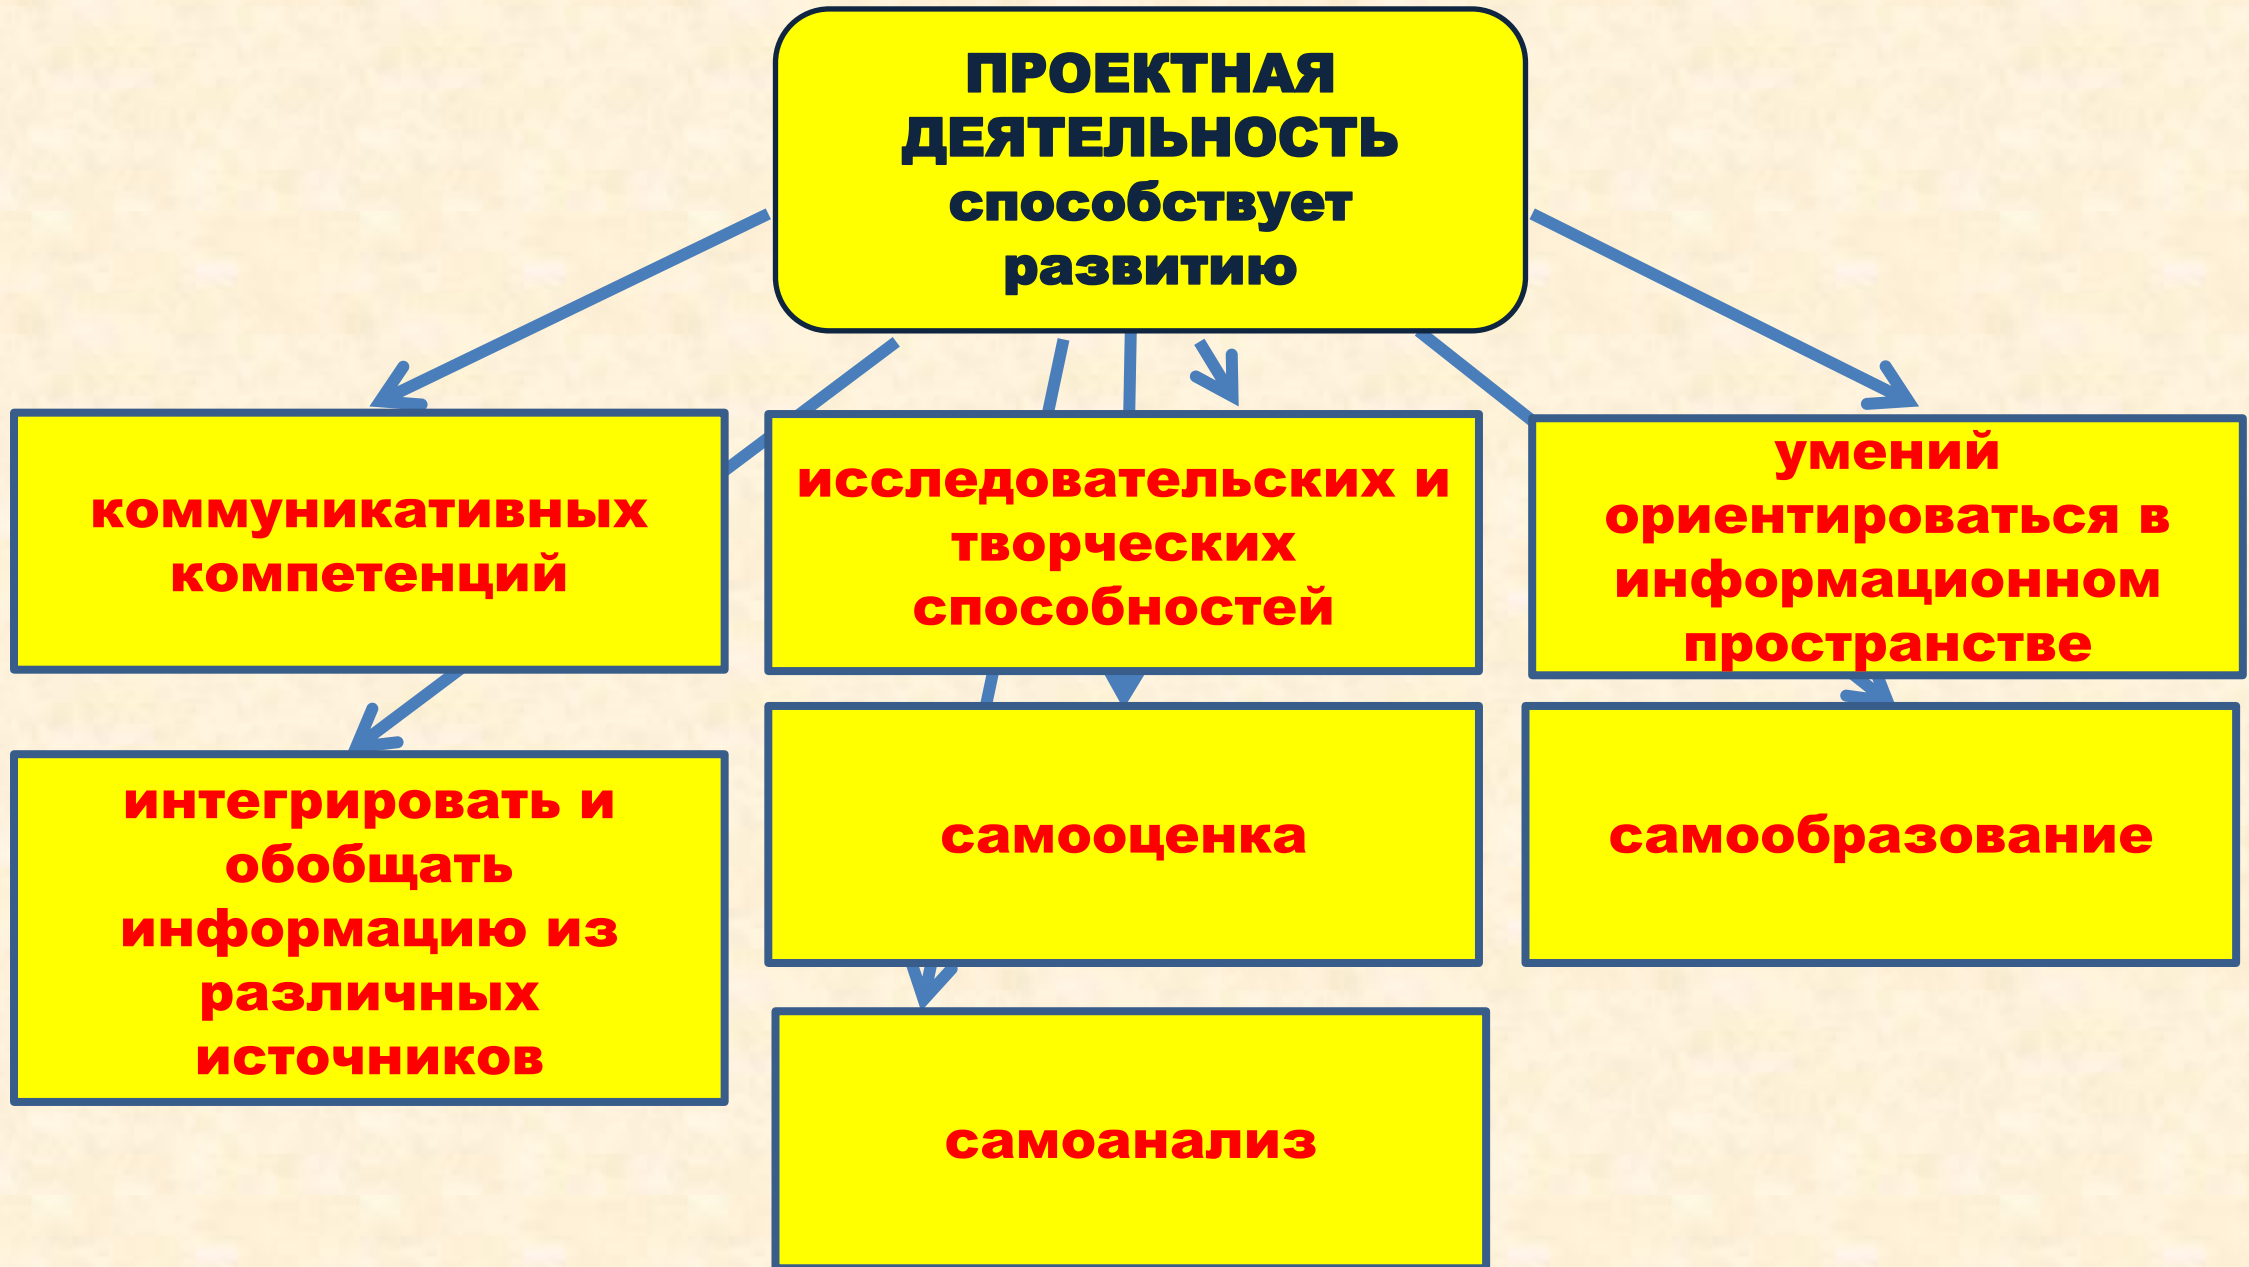 ПРОЕКТНАЯ
ДЕЯТЕЛЬНОСТЬ
способствует
развитию
коммуникативных
компетенций
исследовательских и
творческих
способностей
умений
ориентироваться в
информационном
пространстве
интегрировать и
обобщать
информацию из
различных
источников
самооценка
самообразование
самоанализ